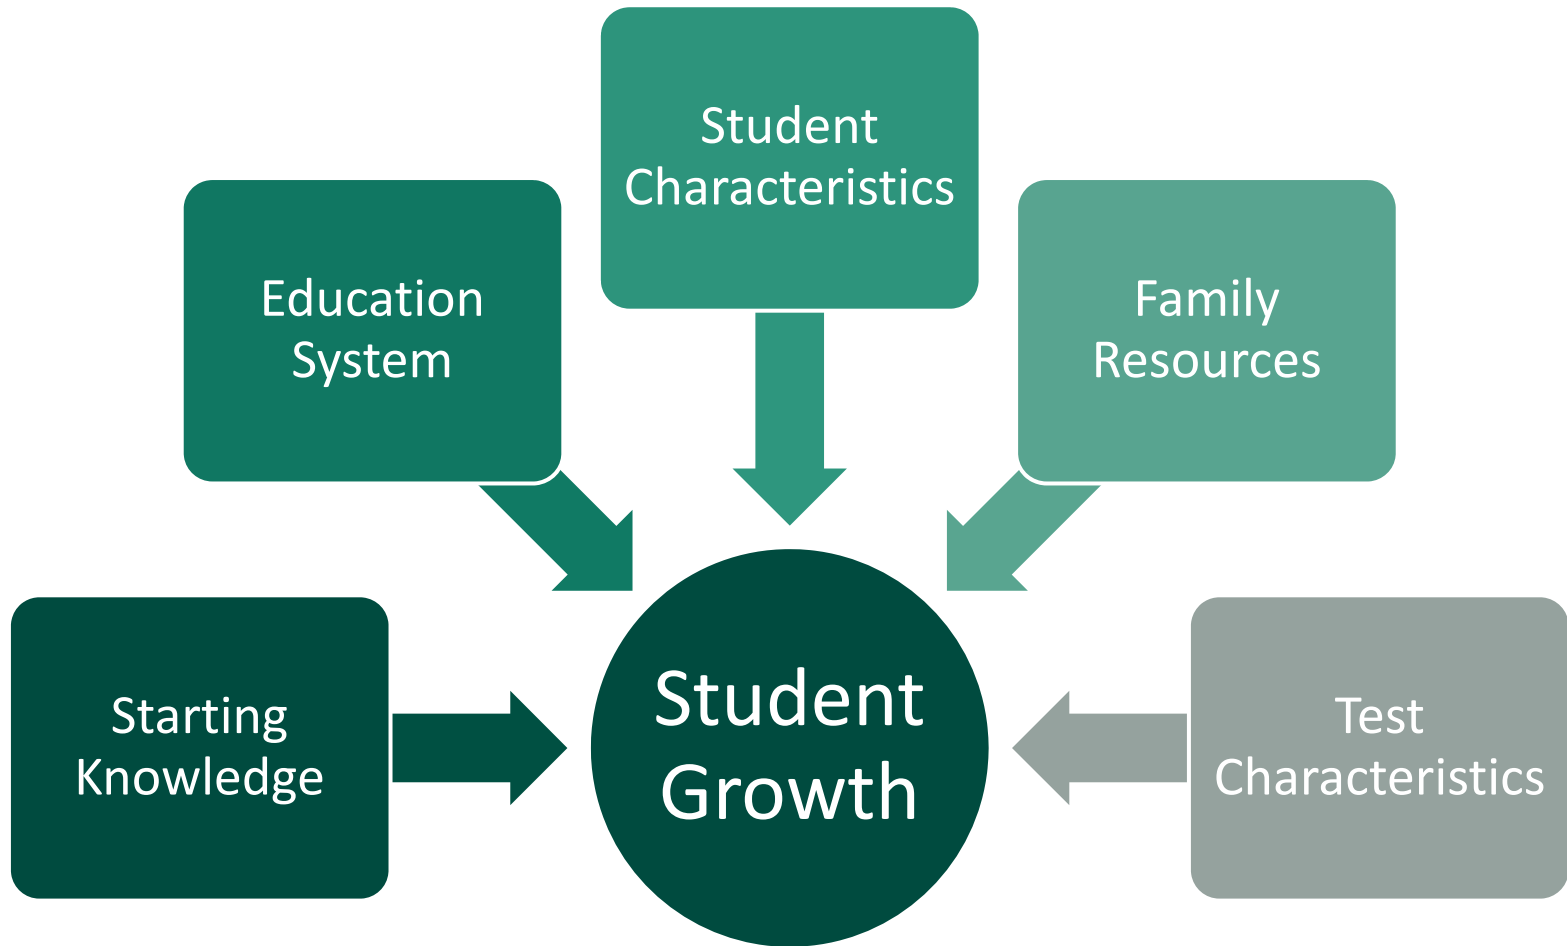 Student
Characteristics
Education
System
Family
Resources
Starting
Knowledge
Student
Growth
Test
Characteristics